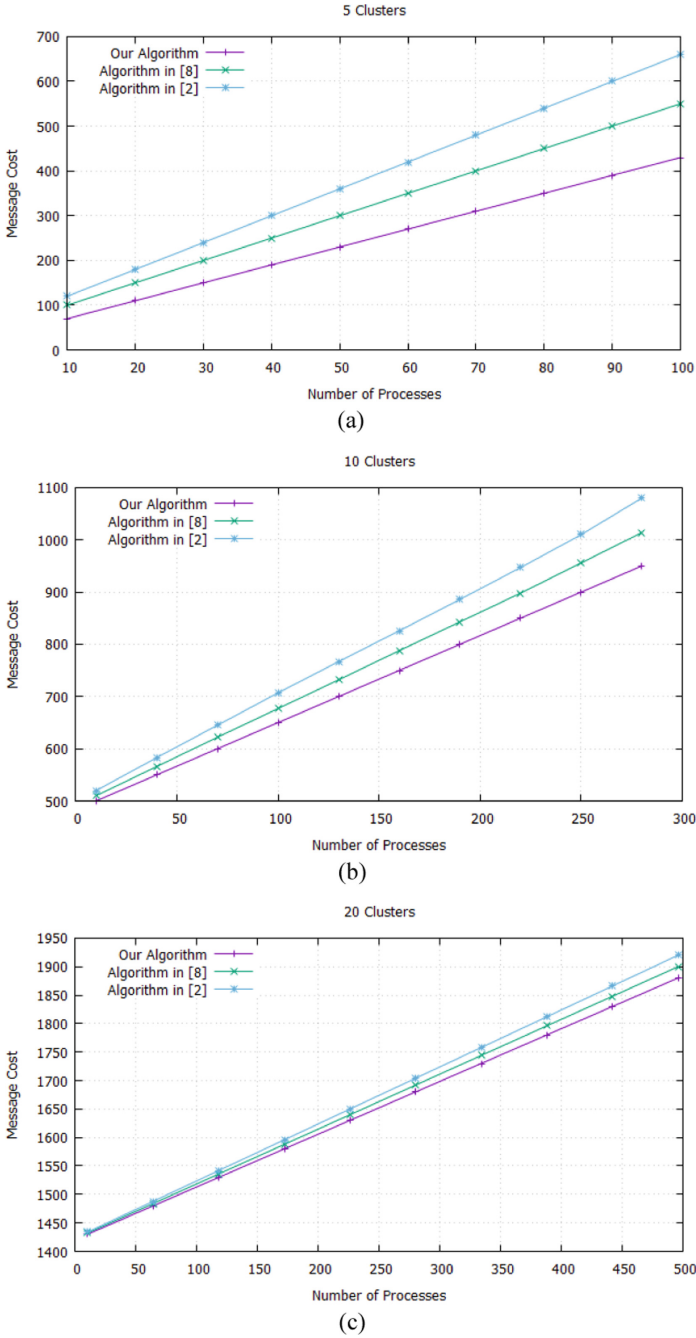 5 Clusters
700
600
500
400
300
200
100
0
Message Cost
Our Algorithm
Algorithm in [8]
Algorithm in [2]
10 20 30 40 50 60 70 80 90 100
Number of Processes
(a)
10 Clusters
1100
1000
900
800
700
600
500
Message Cost
Our Algorithm
Algorithm in [8]
Algorithm in [2]
0 50 100 150 200 250 300
Number of Processes
(b)
20 Clusters
1950
1900
1850
1800
1750
1700
1650
1600
1550
1500
1450
1400
Message Cost
Our Algorithm
Algorithm in [8]
Algorithm in [2]
0 50 100 150 200 250 300 350 400 450 500
Number of Processes
(c)